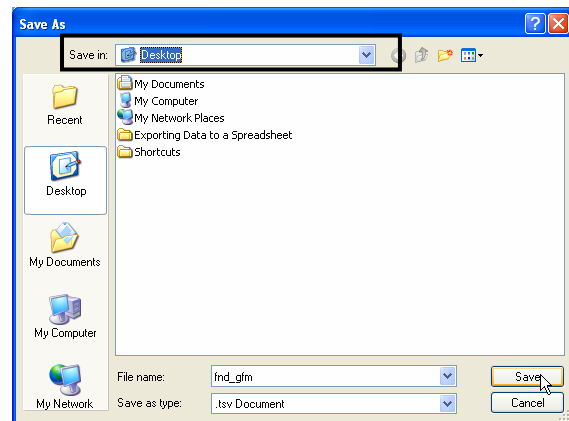 Save As
Save in: Desktop
My Documents
My Computer
My Network Places
Exporting Data to a Spreadsheet
Shortcuts
Recent
Desktop
My Documents
My Computer
My Network
File name: fnd_gfm
Save
Save as type: .tsv Document
Cancel